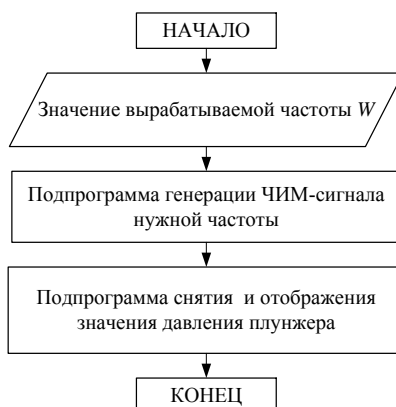 НАЧАЛО
Значение вырабатываемой частоты W
Подпрограмма генерации ЧИМ-сигнала
нужной частоты
Подпрограмма снятия и отображения
значения давления плунжера
КОНЕЦ